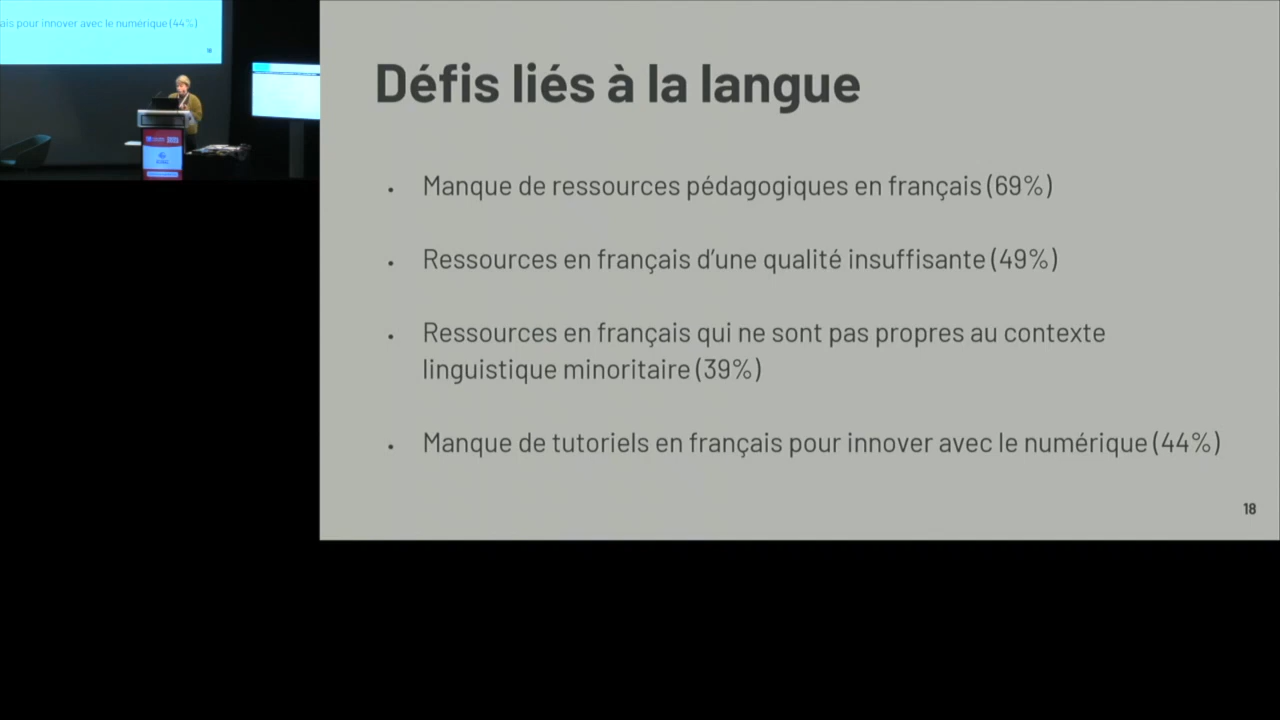 ais pour innover avec le numérique (44%)
18
Défis liés à la langue
• Manque de ressources pédagogiques en français (69%)
• Ressources en français d’une qualité insuffisante (49%)
• Ressources en français qui ne sont pas propres au contexte
linguistique minoritaire (39%)
• Manque de tutoriels en français pour innover avec le numérique (44%)
18